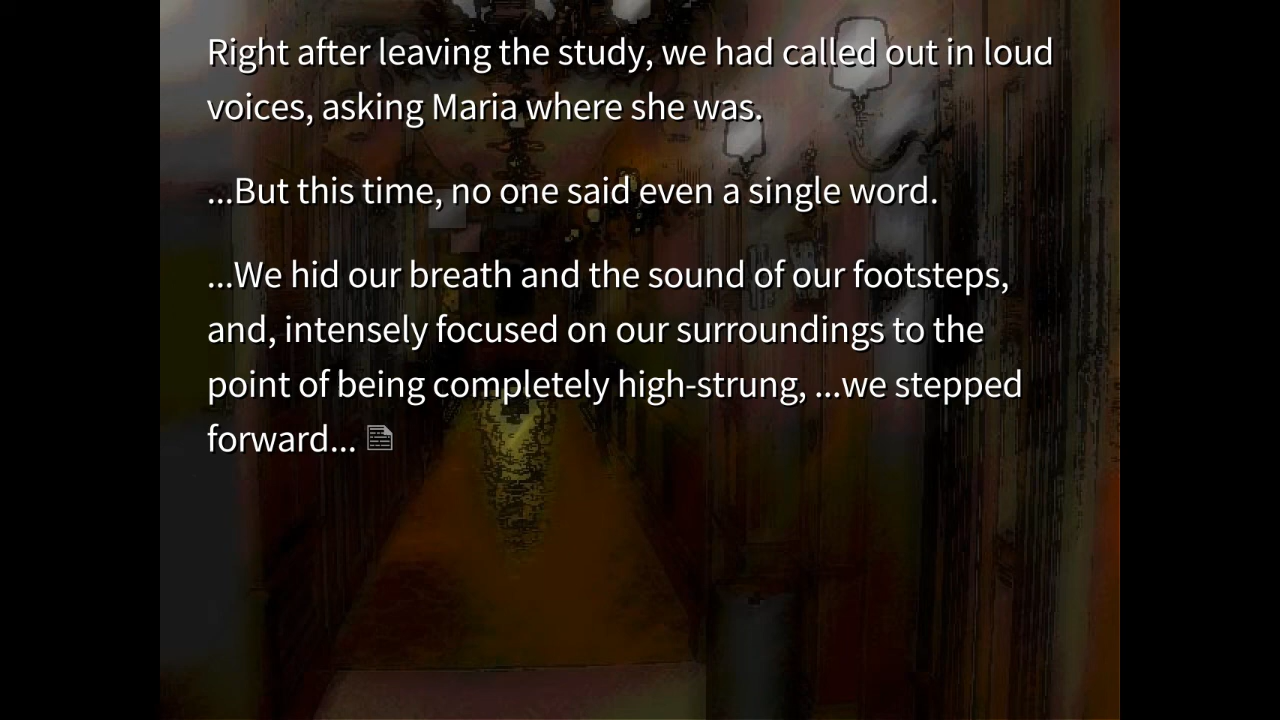 Right after leaving the study, we had called out in loud
voices, asking Maria where she was.
...But this time, no one said even a single word.
...We hid our breath and the sound of our footsteps,
and, intensely focused on our surroundings to the
point of being completely high-strung, ...we stepped
forward...